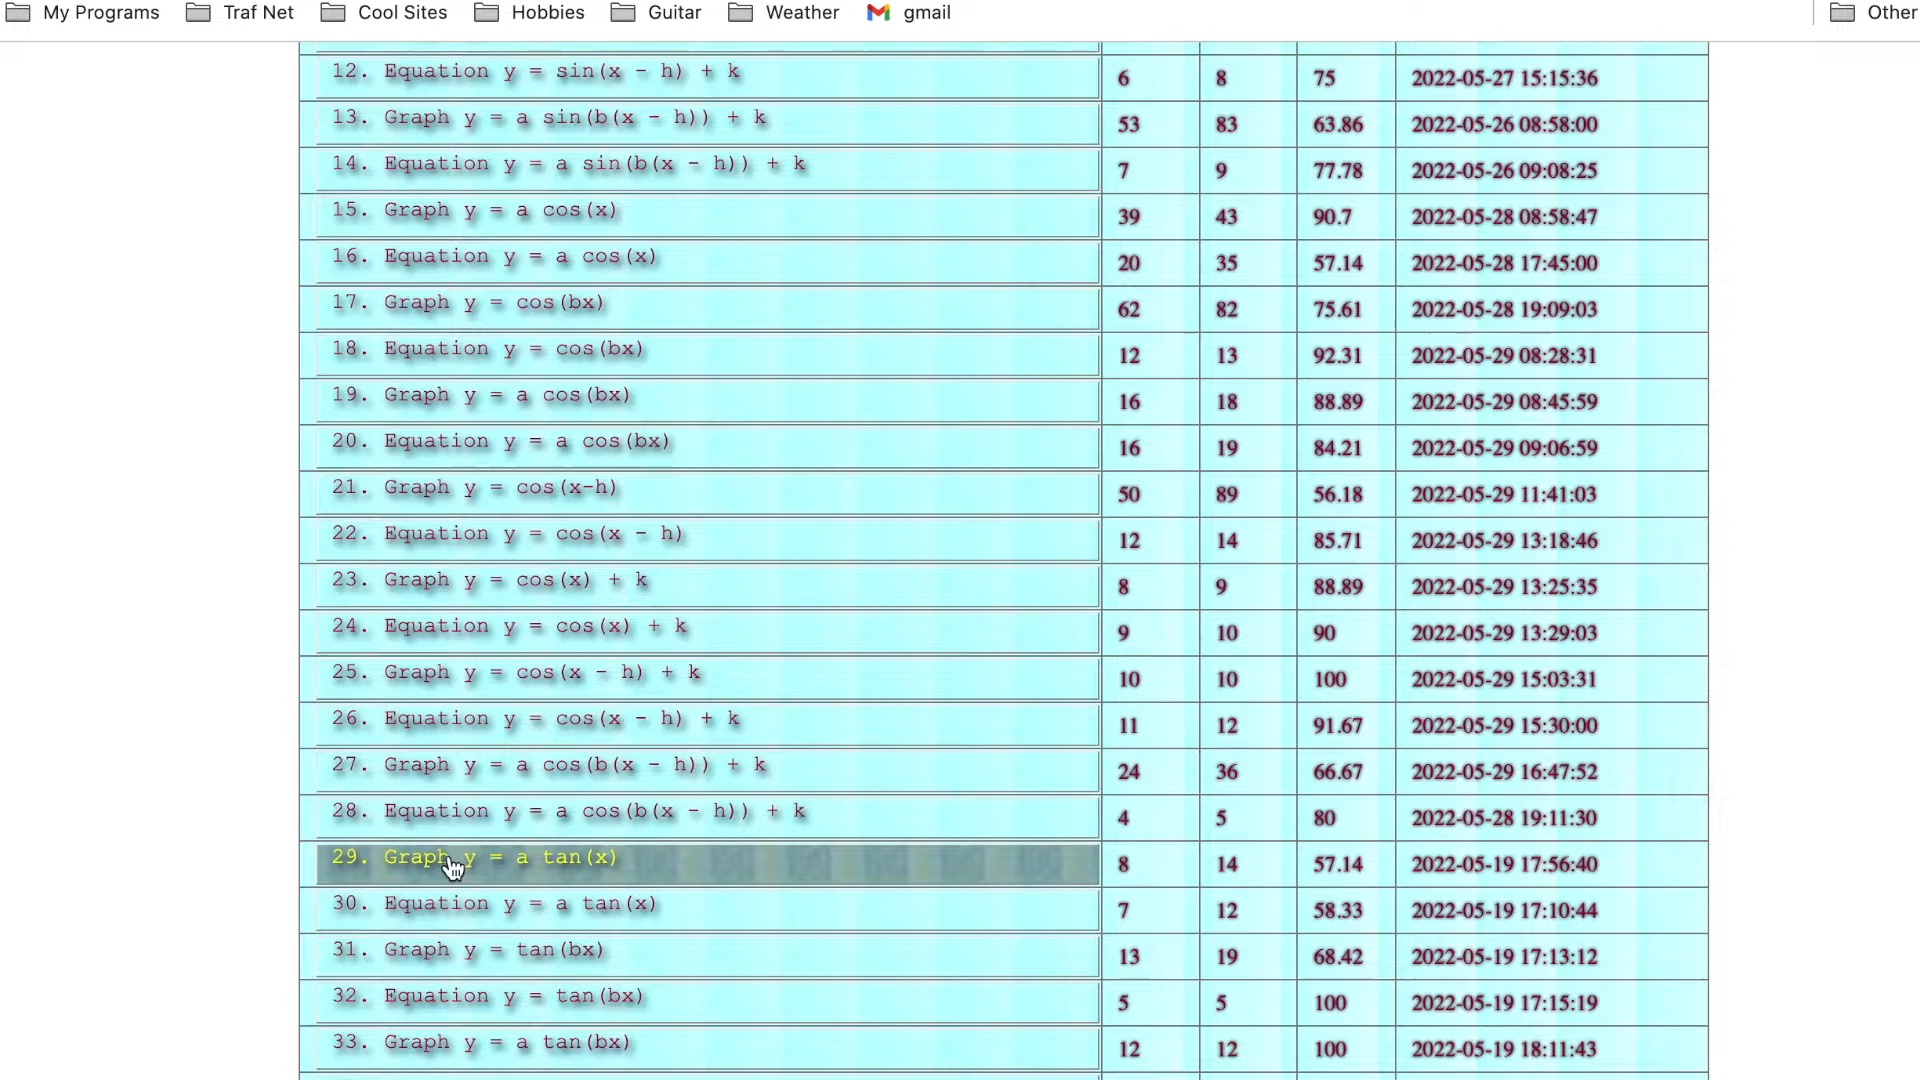 My Programs Traf Net Cool Sites Hobbies Guitar Weather gmail Other
12. Equation y = sin(x - h) + k 6 8 75 2022-05-27 15:15:36
13. Graph y = a sin(b(x - h)) + k 53 83 63.86 2022-05-26 08:58:00
14. Equation y = a sin(b(x - h)) + k 7 9 77.78 2022-05-26 09:08:25
15. Graph y = a cos(x) 39 43 90.7 2022-05-28 08:58:47
16. Equation y = a cos(x) 20 35 57.14 2022-05-28 17:45:00
17. Graph y = cos(bx) 62 82 75.61 2022-05-28 19:09:03
18. Equation y = cos(bx) 12 13 92.31 2022-05-29 08:28:31
19. Graph y = a cos(bx) 16 18 88.89 2022-05-29 08:45:59
20. Equation y = a cos(bx) 16 19 84.21 2022-05-29 09:06:59
21. Graph y = cos(x-h) 50 89 56.18 2022-05-29 11:41:03
22. Equation y = cos(x - h) 12 14 85.71 2022-05-29 13:18:46
23. Graph y = cos(x) + k 8 9 88.89 2022-05-29 13:25:35
24. Equation y = cos(x) + k 9 10 90 2022-05-29 13:29:03
25. Graph y = cos(x - h) + k 10 10 100 2022-05-29 15:03:31
26. Equation y = cos(x - h) + k 11 12 91.67 2022-05-29 15:30:00
27. Graph y = a cos(b(x - h)) + k 24 36 66.67 2022-05-29 16:47:52
28. Equation y = a cos(b(x - h)) + k 4 5 80 2022-05-28 19:11:30
29. Graph y = a tan(x) 8 14 57.14 2022-05-19 17:56:40
30. Equation y = a tan(x) 7 12 58.33 2022-05-19 17:10:44
31. Graph y = tan(bx) 13 19 68.42 2022-05-19 17:13:12
32. Equation y = tan(bx) 5 5 100 2022-05-19 17:15:19
33. Graph y = a tan(bx) 12 12 100 2022-05-19 18:11:43